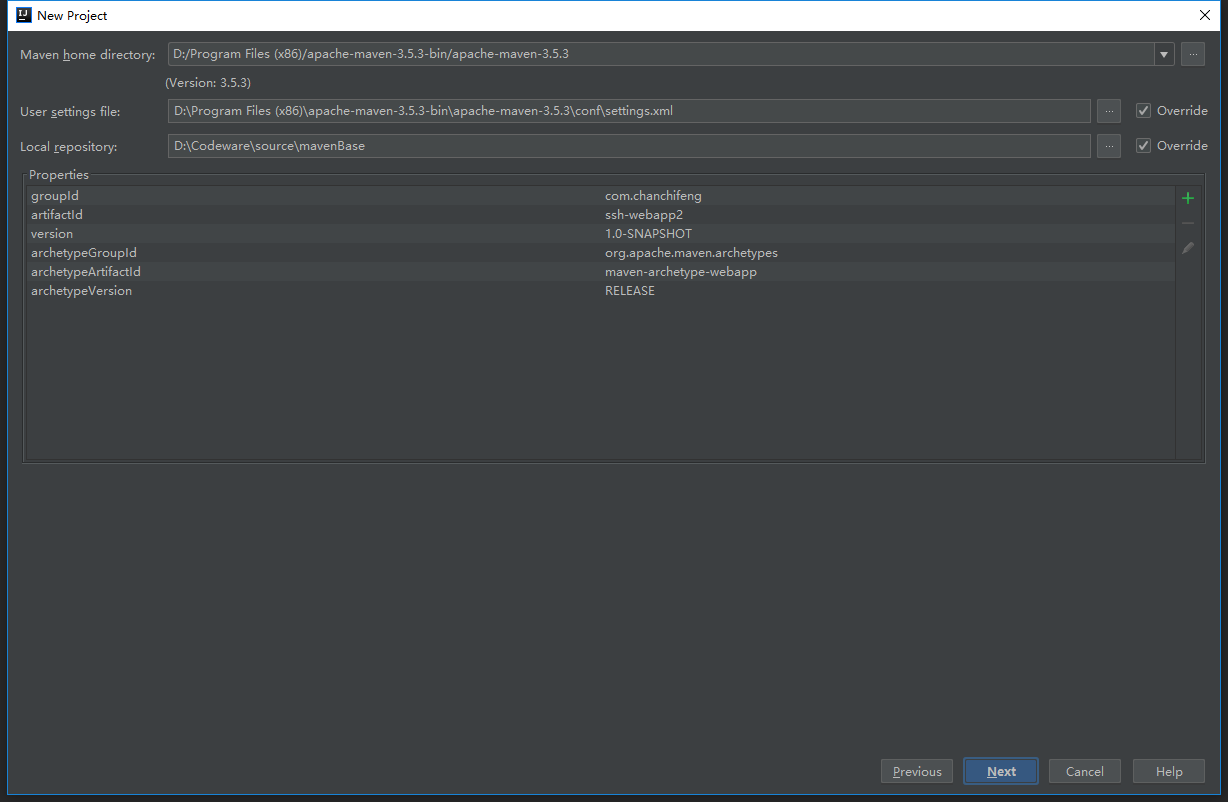 New Project
Maven home directory: D:/Program Files (x86)/apache-maven-3.5.3-bin/apache-maven-3.5.3 ...
(Version: 3.5.3)
User settings file: D:\Program Files (x86)\apache-maven-3.5.3-bin\apache-maven-3.5.3\conf\settings.xml ... Override
Local repository: D:\Codeware\source\mavenBase ... Override
Properties
groupId com.chanchifeng
artifactId ssh-webapp2
version 1.0-SNAPSHOT
archetypeGroupId org.apache.maven.archetypes
archetypeArtifactId maven-archetype-webapp
archetypeVersion RELEASE
Previous Next Cancel Help